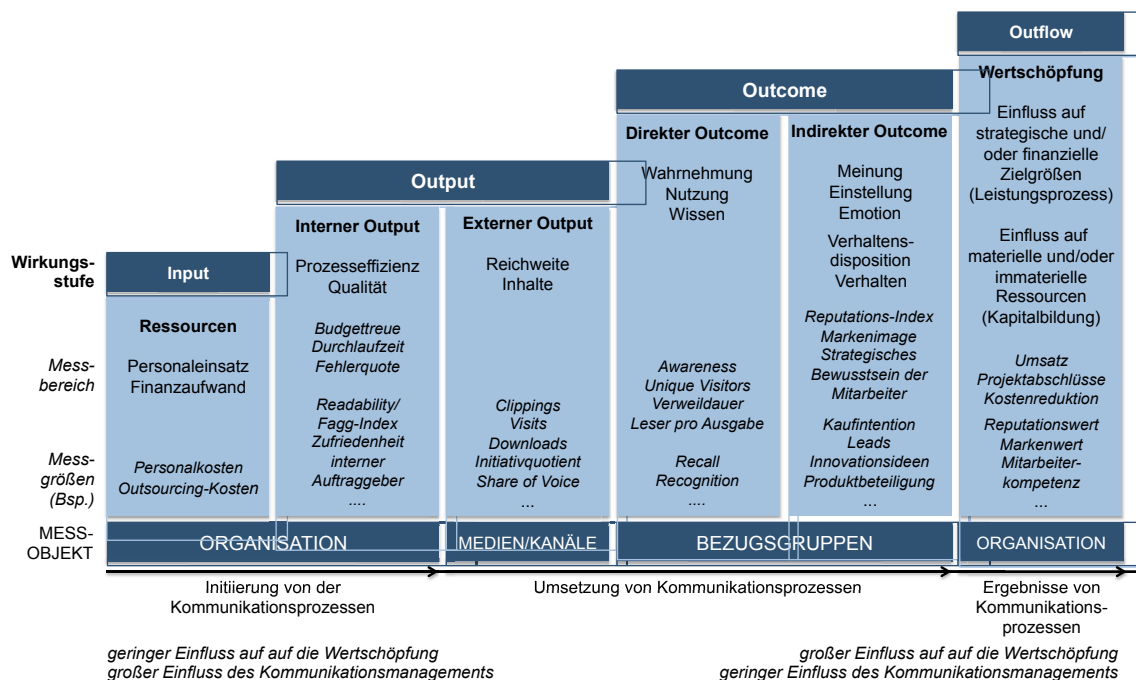 Wirkungs-
stufe
Mess-
bereich
Mess-
größen
(Bsp.)
MESS-
OBJEKT
Input
Ressourcen
Personaleinsatz
Finanzaufwand
Personalkosten
Outsourcing-Kosten
Output
Interner Output
Prozesseffizienz
Qualität
Budgettreue
Durchlaufzeit
Fehlerquote
Readability/
Fagg-Index
Zufriedenheit
interner
Auftraggeber
....
Externer Output
Reichweite
Inhalte
Clippings
Visits
Downloads
Initiativquotient
Share of Voice
...
Outcome
Direkter Outcome
Wahrnehmung
Nutzung
Wissen
Awareness
Unique Visitors
Verweildauer
Leser pro Ausgabe
Recall
Recognition
....
Indirekter Outcome
Meinung
Einstellung
Emotion
Verhaltens-
disposition
Verhalten
Reputations-Index
Markenimage
Strategisches
Bewusstsein der
Mitarbeiter
Kaufintention
Leads
Innovationsideen
Produktbeteiligung
...
Outflow
Wertschöpfung
Einfluss auf
strategische und/
oder finanzielle
Zielgrößen
(Leistungsprozess)
Einfluss auf
materielle und/oder
immaterielle
Ressourcen
(Kapitalbildung)
Umsatz
Projektabschlüsse
Kostenreduktion
Reputationswert
Markenwert
Mitarbeiter-
kompetenz
...
ORGANISATION
MEDIEN/KANÄLE
BEZUGSGRUPPEN
ORGANISATION
Initiierung von der
Kommunikationsprozessen
Umsetzung von Kommunikationsprozessen
Ergebnisse von
Kommunikations-
prozessen
geringer Einfluss auf auf die Wertschöpfung
großer Einfluss des Kommunikationsmanagements
großer Einfluss auf auf die Wertschöpfung
geringer Einfluss des Kommunikationsmanagements